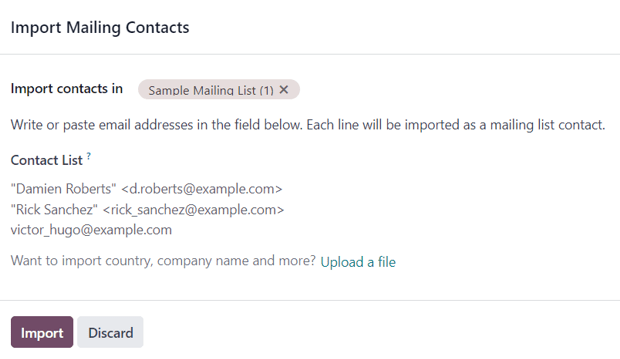 Import Mailing Contacts
Import contacts in Sample Mailing List (1) ✕
Write or paste email addresses in the field below. Each line will be imported as a mailing list contact.
Contact List ?
"Damien Roberts" <d.roberts@example.com>
"Rick Sanchez" <rick_sanchez@example.com>
victor_hugo@example.com
Want to import country, company name and more? Upload a file
Import Discard